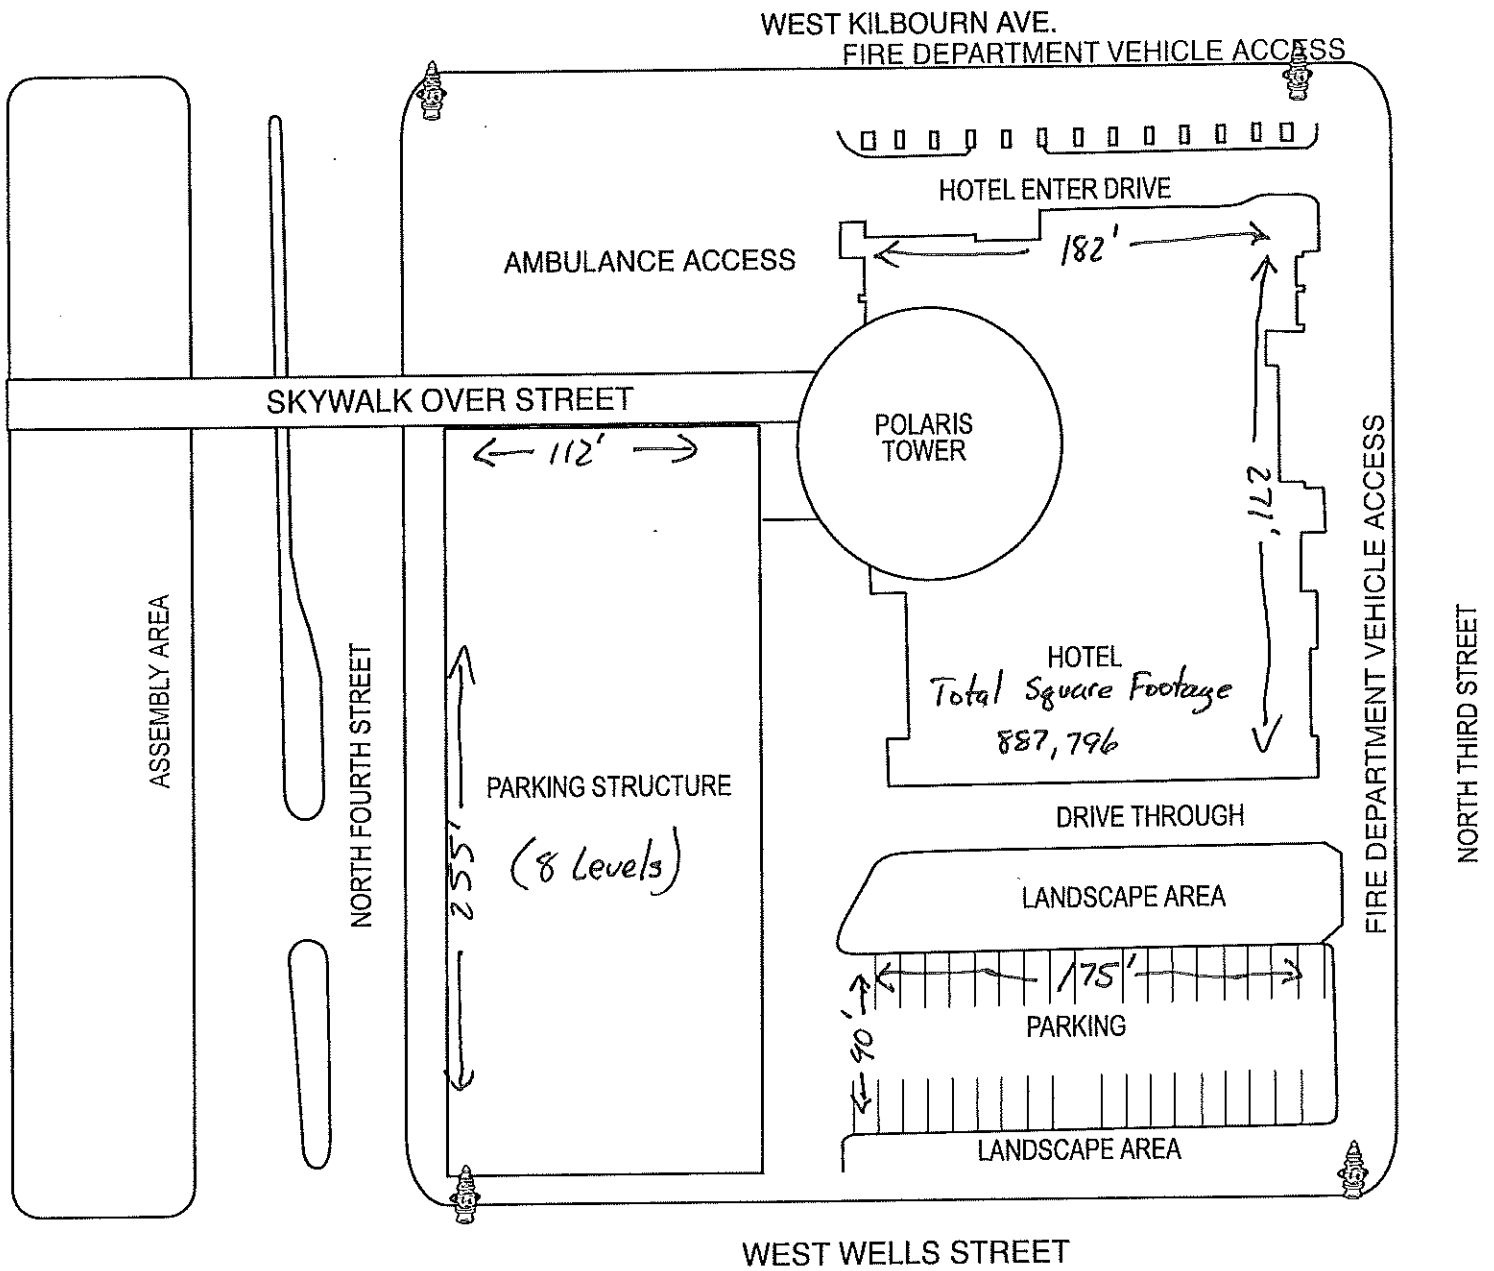 WEST KILBOURN AVE.
FIRE DEPARTMENT VEHICLE ACCESS
HOTEL ENTER DRIVE
182'
AMBULANCE ACCESS
SKYWALK OVER STREET
POLARIS
TOWER
112'
271'
FIRE DEPARTMENT VEHICLE ACCESS
NORTH THIRD STREET
ASSEMBLY AREA
NORTH FOURTH STREET
HOTEL
Total Square Footage
887,796
PARKING STRUCTURE
(8 Levels)
255'
DRIVE THROUGH
LANDSCAPE AREA
175'
90'
PARKING
LANDSCAPE AREA
WEST WELLS STREET